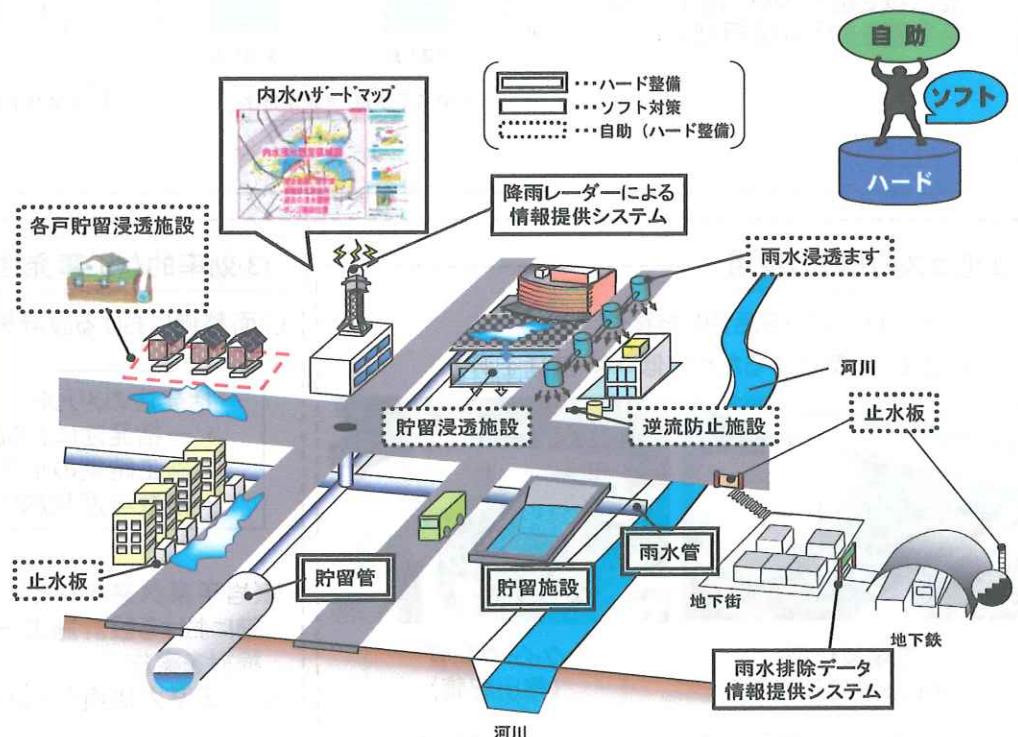 自助
ソフト
ハード
･･･ハード整備
･･･ソフト対策
･･･自助（ハード整備）
内水ハザードマップ
降雨レーダーによる
情報提供システム
各戸貯留浸透施設
雨水浸透ます
河川
貯留浸透施設
逆流防止施設
止水板
雨水管
止水板
貯留管
貯留施設
地下街
地下鉄
雨水排除データ
情報提供システム
河川